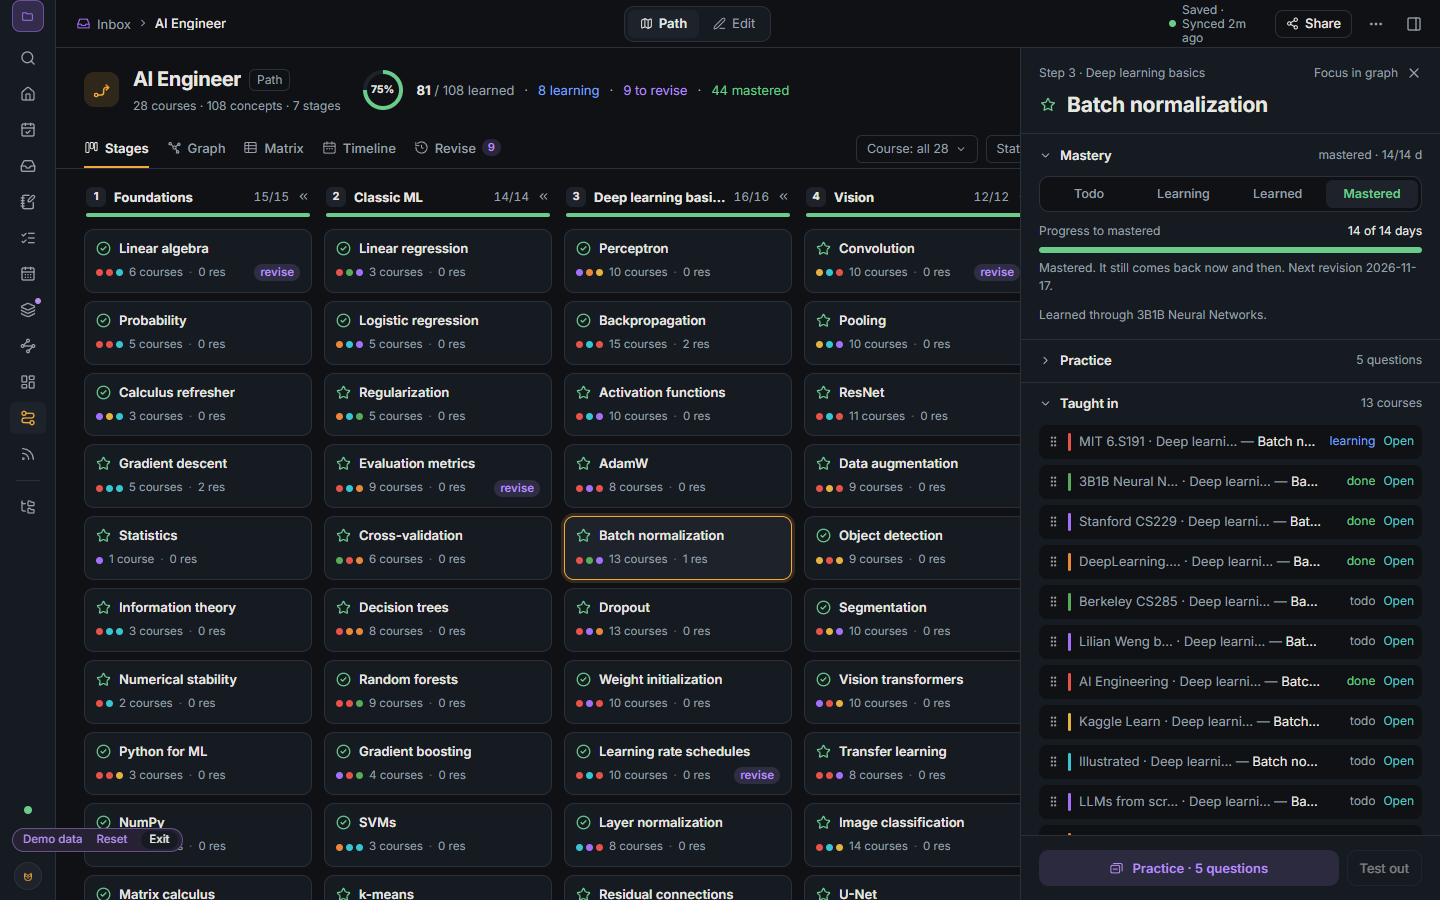 Inbox › AI Engineer
Path
Edit
Saved ·
Synced 2m
ago
Share
AI Engineer
Path
28 courses · 108 concepts · 7 stages
75%
81 / 108 learned · 8 learning · 9 to revise · 44 mastered
Stages
Graph
Matrix
Timeline
Revise 9
Course: all 28
Stat
1 Foundations 15/15
Linear algebra
6 courses · 0 res revise
Probability
5 courses · 0 res
Calculus refresher
3 courses · 0 res
Gradient descent
5 courses · 2 res
Statistics
1 course · 0 res
Information theory
3 courses · 0 res
Numerical stability
2 courses · 0 res
Python for ML
3 courses · 0 res
NumPy
· 0 res
Matrix calculus
2 Classic ML 14/14
Linear regression
3 courses · 0 res
Logistic regression
5 courses · 0 res
Regularization
5 courses · 0 res
Evaluation metrics
9 courses · 0 res revise
Cross-validation
6 courses · 0 res
Decision trees
8 courses · 0 res
Random forests
9 courses · 0 res
Gradient boosting
4 courses · 0 res
SVMs
3 courses · 0 res
k-means
3 Deep learning basi... 16/16
Perceptron
10 courses · 0 res
Backpropagation
15 courses · 2 res
Activation functions
10 courses · 0 res
AdamW
8 courses · 0 res
Batch normalization
13 courses · 1 res
Dropout
13 courses · 0 res
Weight initialization
10 courses · 0 res
Learning rate schedules
10 courses · 0 res revise
Layer normalization
8 courses · 0 res
Residual connections
4 Vision 12/12
Convolution
10 courses · 0 res revise
Pooling
10 courses · 0 res
ResNet
11 courses · 0 res
Data augmentation
9 courses · 0 res
Object detection
9 courses · 0 res
Segmentation
10 courses · 0 res
Vision transformers
10 courses · 0 res
Transfer learning
8 courses · 0 res
Image classification
14 courses · 0 res
U-Net
Demo data Reset Exit
Step 3 · Deep learning basics
Focus in graph
Batch normalization
Mastery
mastered · 14/14 d
Todo
Learning
Learned
Mastered
Progress to mastered
14 of 14 days
Mastered. It still comes back now and then. Next revision 2026-11-
17.
Learned through 3B1B Neural Networks.
Practice
5 questions
Taught in
13 courses
MIT 6.S191 · Deep learni... — Batch n... learning Open
3B1B Neural N... · Deep learni... — Ba... done Open
Stanford CS229 · Deep learni... — Bat... done Open
DeepLearning.... · Deep learni... — Ba... done Open
Berkeley CS285 · Deep learni... — Ba... todo Open
Lilian Weng b... · Deep learni... — Bat... todo Open
AI Engineering · Deep learni... — Batc... done Open
Kaggle Learn · Deep learni... — Batch... todo Open
Illustrated · Deep learni... — Batch no... todo Open
LLMs from scr... · Deep learni... — Ba... todo Open
Practice · 5 questions
Test out